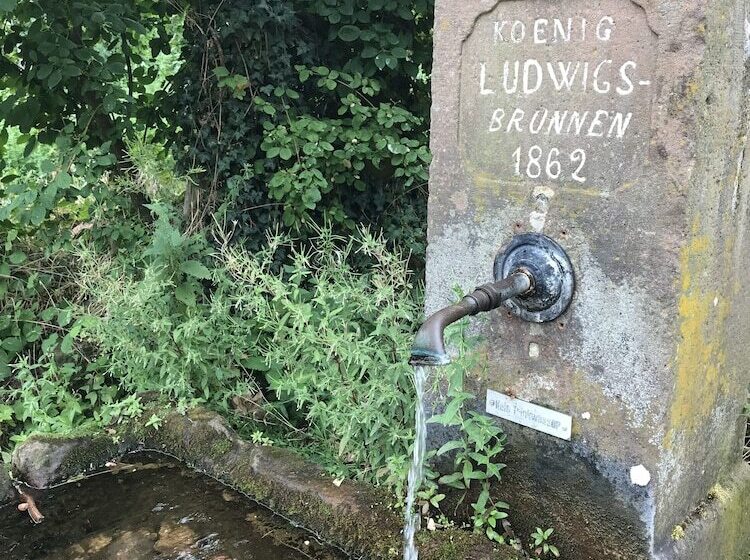 KOENIG
LUDWIGS-
BRUNNEN
1862
Kein Trinkwasser